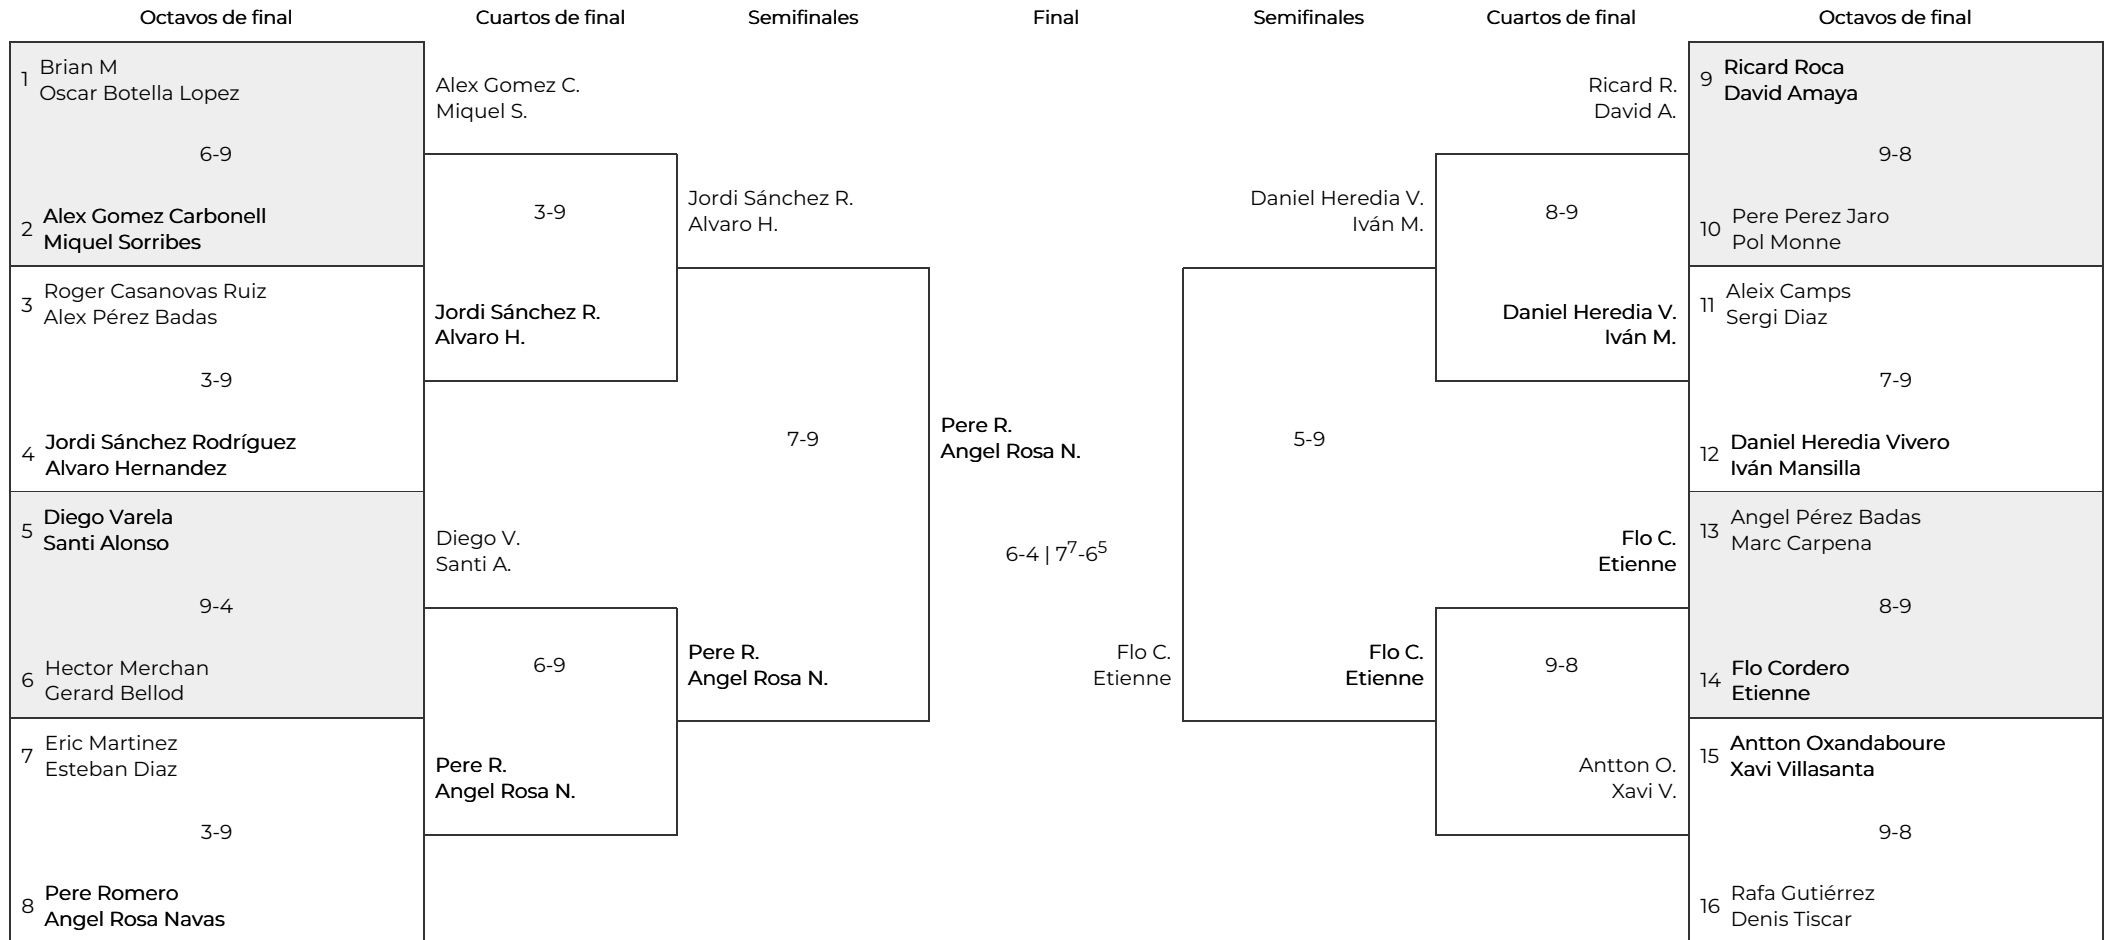 Octavos de final
Cuartos de final
Semifinales
Final
Semifinales
Cuartos de final
Octavos de final
1
Brian M
Oscar Botella Lopez
6-9
2
Alex Gomez Carbonell
Miquel Sorribes
3
Roger Casanovas Ruiz
Alex Pérez Badas
3-9
4
Jordi Sánchez Rodríguez
Alvaro Hernandez
5
Diego Varela
Santi Alonso
9-4
6
Hector Merchan
Gerard Bellod
7
Eric Martinez
Esteban Diaz
3-9
8
Pere Romero
Angel Rosa Navas
Alex Gomez C.
Miquel S.
3-9
Jordi Sánchez R.
Alvaro H.
Diego V.
Santi A.
6-9
Pere R.
Angel Rosa N.
Jordi Sánchez R.
Alvaro H.
7-9
Pere R.
Angel Rosa N.
Pere R.
Angel Rosa N.
6-4 | 7⁷-6⁵
Flo C.
Etienne
Daniel Heredia V.
Iván M.
5-9
Flo C.
Etienne
Ricard R.
David A.
8-9
Daniel Heredia V.
Iván M.
Flo C.
Etienne
9-8
Antton O.
Xavi V.
9
Ricard Roca
David Amaya
9-8
10
Pere Perez Jaro
Pol Monne
11
Aleix Camps
Sergi Diaz
7-9
12
Daniel Heredia Vivero
Iván Mansilla
13
Angel Pérez Badas
Marc Carpena
8-9
14
Flo Cordero
Etienne
15
Antton Oxandaboure
Xavi Villasanta
9-8
16
Rafa Gutiérrez
Denis Tiscar